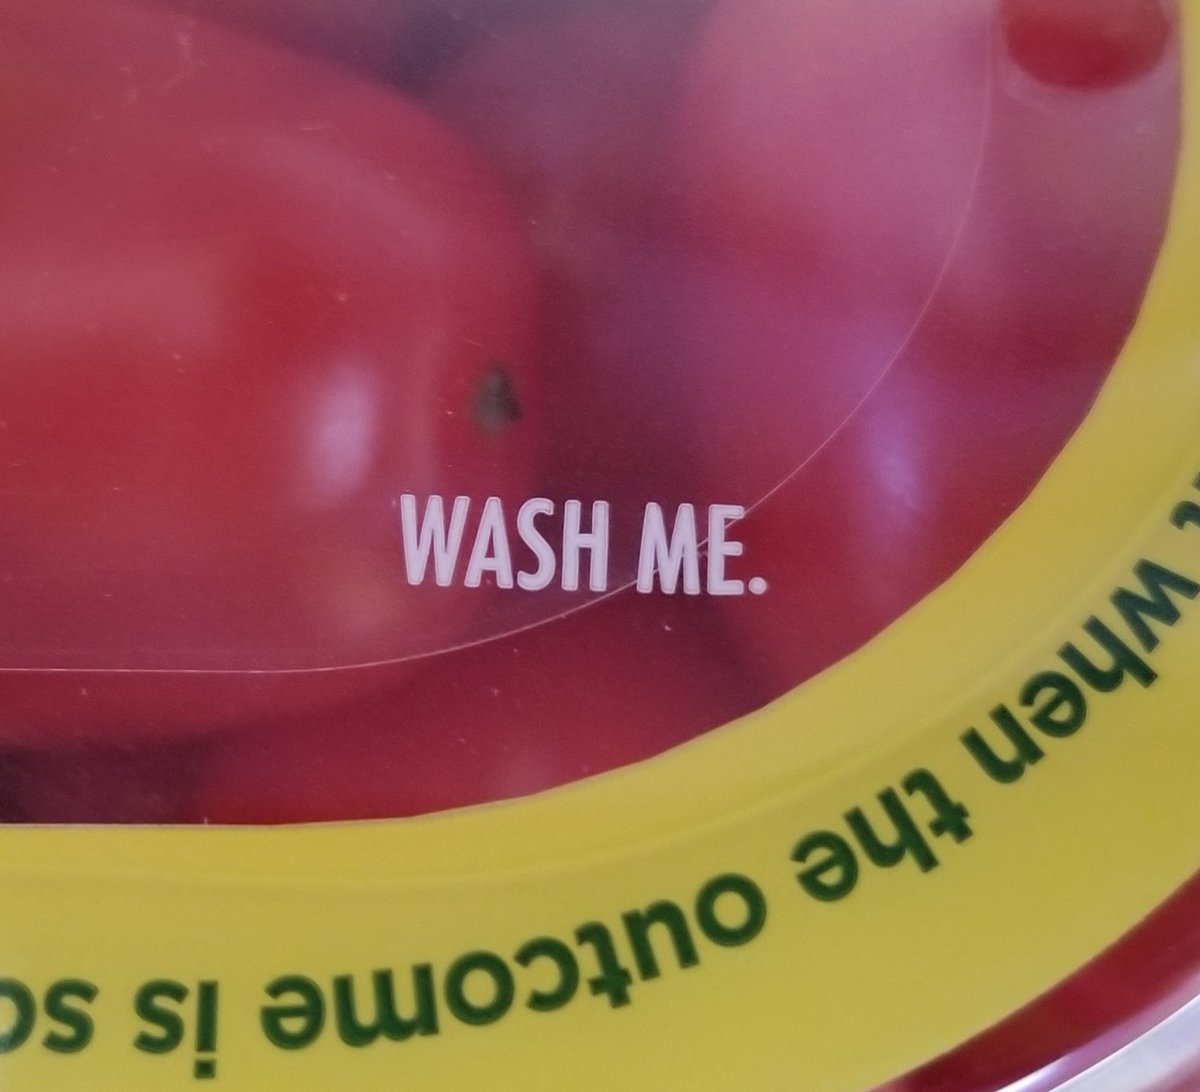 WASH ME.
when the outcome is